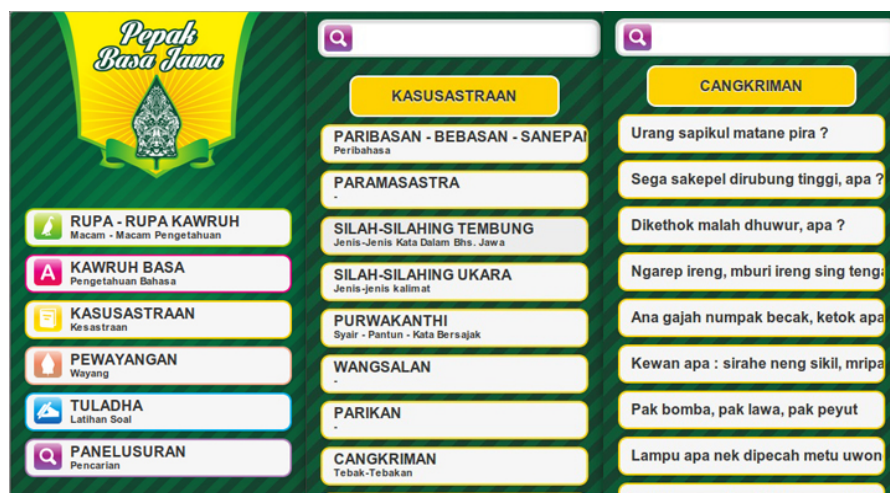 Pepak
Basa Jawa
RUPA - RUPA KAWRUH
Macam - Macam Pengetahuan
A
KAWRUH BASA
Pengetahuan Bahasa
KASUSASTRAAN
Kesastraan
PEWAYANGAN
Wayang
TULADHA
Latihan Soal
PANELUSURAN
Pencarian
KASUSASTRAAN
PARIBASAN - BEBASAN - SANEPAN
Peribahasa
PARAMASASTRA
-
SILAH-SILAHING TEMBUNG
Jenis-Jenis Kata Dalam Bhs. Jawa
SILAH-SILAHING UKARA
Jenis-jenis kalimat
PURWAKANTHI
Syair - Pantun - Kata Bersajak
WANGSALAN
-
PARIKAN
-
CANGKRIMAN
Tebak-Tebakan
CANGKRIMAN
Urang sapikul matane pira ?
Sega sakepel dirubung tinggi, apa ?
Dikethok malah dhuwur, apa ?
Ngarep ireng, mburi ireng sing tenga
Ana gajah numpak becak, ketok apa
Kewan apa : sirahe neng sikil, mripa
Pak bomba, pak lawa, pak peyut
Lampu apa nek dipecah metu uwon